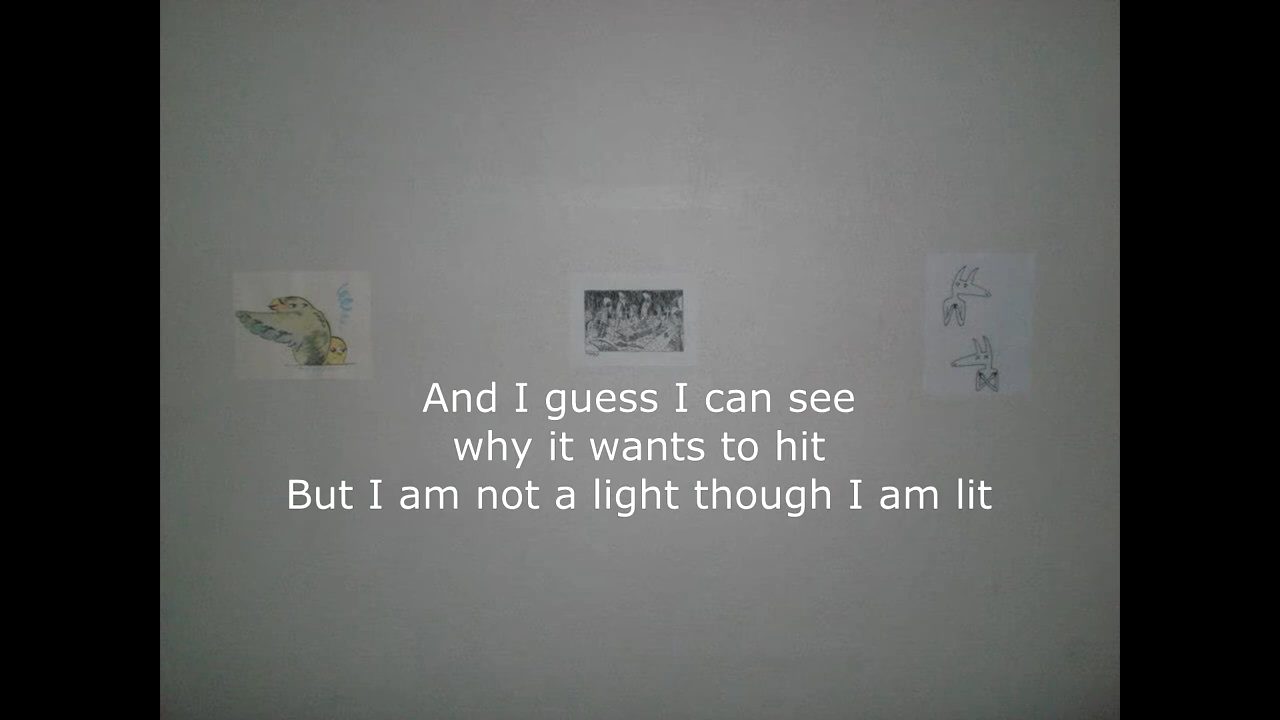 And I guess I can see
why it wants to hit
But I am not a light though I am lit